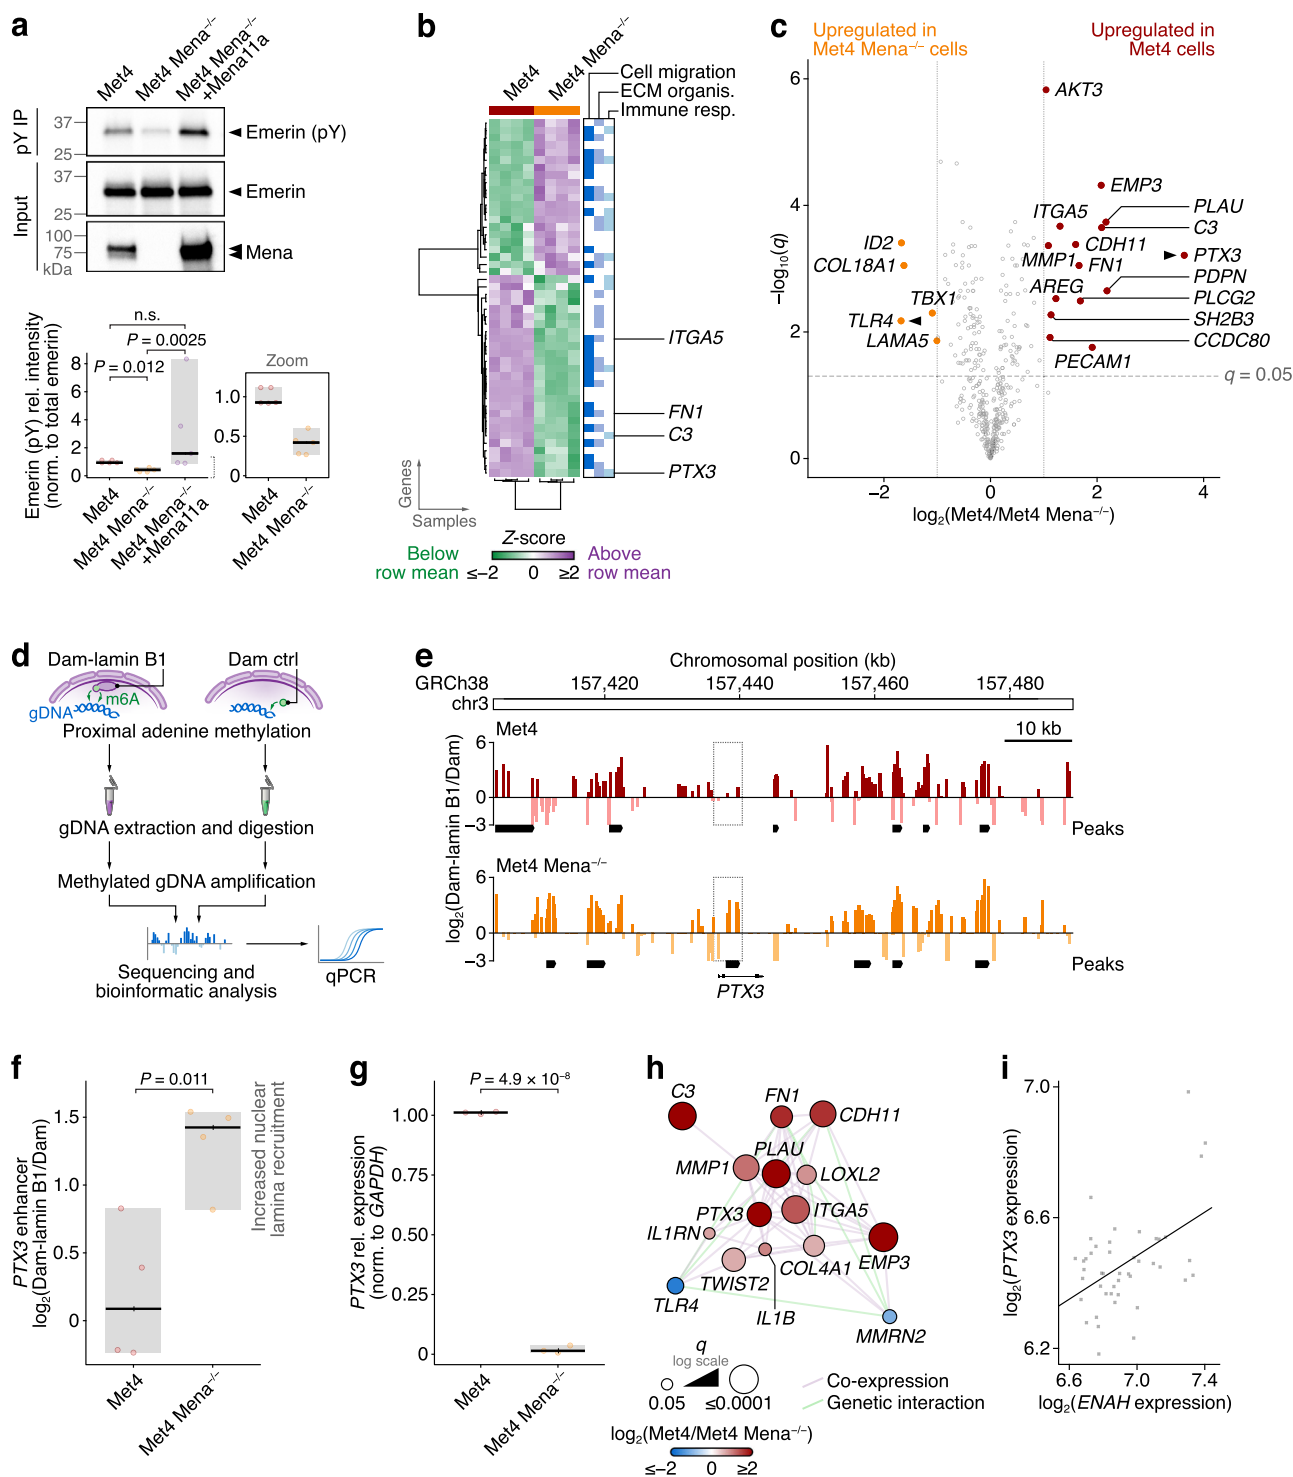 a
Met4
Met4 Mena⁻/⁻
Met4 Mena⁻/⁻
+Mena11a
pY IP
37
25
Emerin (pY)
Input
37
25
Emerin
100
75
kDa
Mena
Emerin (pY) rel. intensity
(norm. to total emerin)
n.s.
P = 0.0025
P = 0.012
8
6
4
2
0
Met4
Met4 Mena⁻/⁻
Met4 Mena⁻/⁻
+Mena11a
Zoom
1.0
0.5
0
Met4
Met4 Mena⁻/⁻
b
Met4
Met4 Mena⁻/⁻
Cell migration
ECM organis.
Immune resp.
ITGA5
FN1
C3
PTX3
Genes
Samples
Z-score
Below
row mean
≤−2
0
≥2
Above
row mean
c
Upregulated in
Met4 Mena⁻/⁻ cells
Upregulated in
Met4 cells
−log₁₀(q)
6
4
2
0
AKT3
EMP3
ITGA5
PLAU
C3
ID2
CDH11
PTX3
COL18A1
MMP1
FN1
PDPN
AREG
TBX1
PLCG2
TLR4
SH2B3
LAMA5
CCDC80
PECAM1
q = 0.05
−2
0
2
4
log₂(Met4/Met4 Mena⁻/⁻)
d
Dam-lamin B1
Dam ctrl
m6A
gDNA
Proximal adenine methylation
gDNA extraction and digestion
Methylated gDNA amplification
Sequencing and
bioinformatic analysis
qPCR
e
Chromosomal position (kb)
GRCh38
157,420
157,440
157,460
157,480
chr3
log₂(Dam-lamin B1/Dam)
Met4
10 kb
6
0
−3
Peaks
Met4 Mena⁻/⁻
6
0
−3
Peaks
PTX3
f
PTX3 enhancer
log₂(Dam-lamin B1/Dam)
P = 0.011
1.5
1.0
0.5
0
Increased nuclear
lamina recruitment
Met4
Met4 Mena⁻/⁻
g
PTX3 rel. expression
(norm. to GAPDH)
P = 4.9 × 10⁻⁸
1.00
0.75
0.50
0.25
0
Met4
Met4 Mena⁻/⁻
h
C3
FN1
CDH11
PLAU
MMP1
LOXL2
PTX3
ITGA5
IL1RN
EMP3
COL4A1
TWIST2
TLR4
IL1B
MMRN2
q
log scale
0.05
≤0.0001
Co-expression
Genetic interaction
log₂(Met4/Met4 Mena⁻/⁻)
≤−2
0
≥2
i
log₂(PTX3 expression)
7.0
6.6
6.2
6.6
7.0
7.4
log₂(ENAH expression)